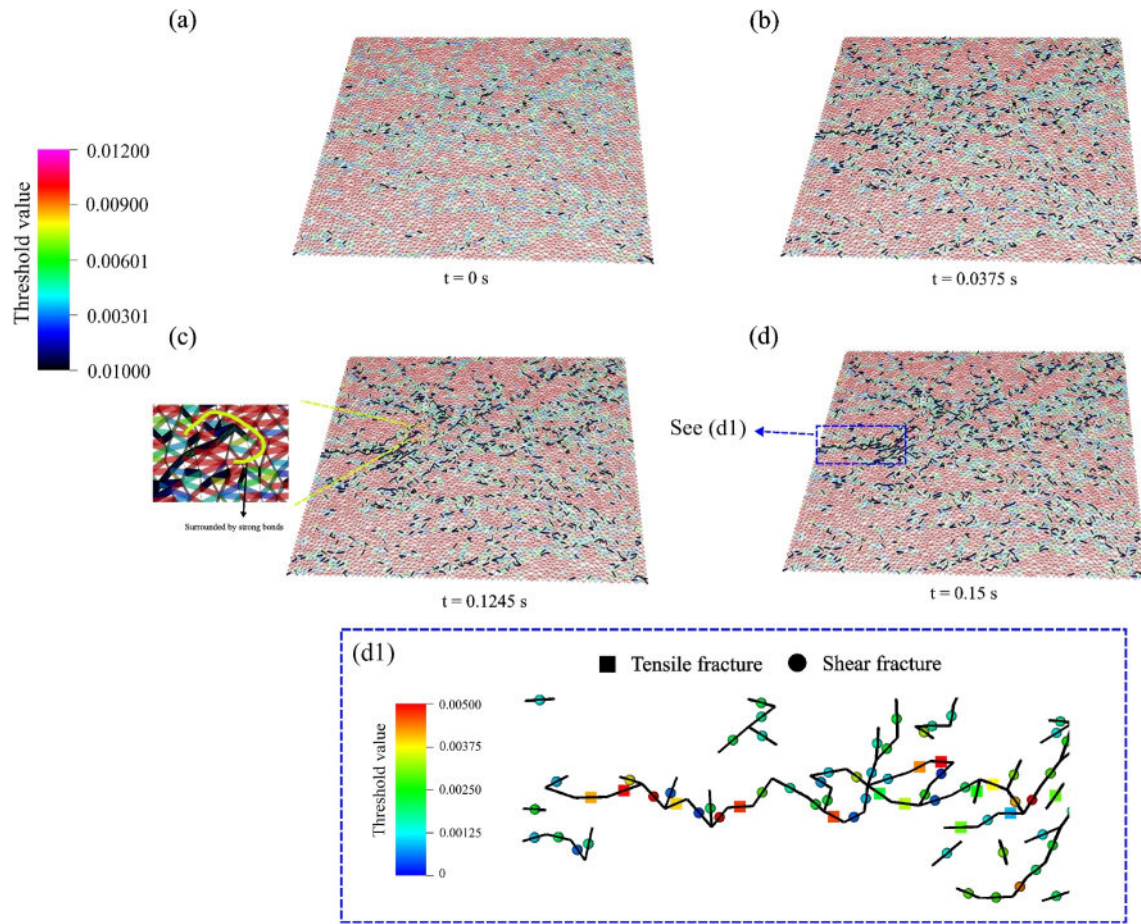 (a)
(b)
0.01200
0.00900
0.00601
0.00301
0.01000
Threshold value
t = 0 s
t = 0.0375 s
(c)
(d)
See (d1)
Surrounded by strong bonds
t = 0.1245 s
t = 0.15 s
(d1)
Tensile fracture
Shear fracture
0.00500
0.00375
0.00250
0.00125
0
Threshold value